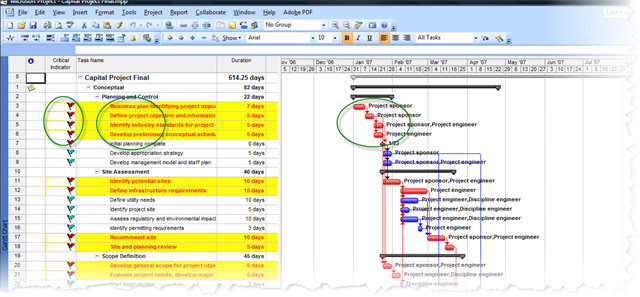 Microsoft Project - Capital Project Final.mpp
File Edit View Insert Format Tools Project Report Collaborate Window Help Adobe PDF
No Group
Show Arial 10 B I U All Tasks
Critical Indicator Task Name Duration
Dec '06 Jan '07 Feb '07 Mar '07 Apr '07 May '07 Jun '07 Jul '07
0 Capital Project Final 614.25 days
1 Conceptual 82 days
2 Planning and Control 22 days
3 Business plan identifying project oppor 7 days Project sponsor
4 Define project objective and informatio 5 days Project sponsor
5 Identify industry standards for project 5 days Project sponsor,Project engineer
6 Develop preliminary conceptual schedu 5 days Project engineer
7 Initial planning complete 0 days 1/23
8 Develop appropriation strategy 5 days Project sponsor
9 Develop management model and staff plan 5 days Project sponsor,Project engineer
10 Site Assessment 40 days
11 Identify potential sites 10 days Project sponsor,Project engineer
12 Define infrastructure requirements 15 days Project engineer
13 Define utility needs 10 days Project engineer,Discipline engineer
14 Identify project site 5 days Project engineer
15 Assess regulatory and environmental impact 10 days Project engineer,Discipline engineer
16 Identify permitting requirements 3 days Project engineer
17 Recommend site 10 days Project sponsor,Project engineer
18 Site and planning review 5 days Project sponsor
19 Scope Definition 45 days
20 Develop general scope for project obje 5 days Project engineer
21 Evaluate project needs, develop major 5 days Project engineer
22 days Discipline engineer
Gantt Chart